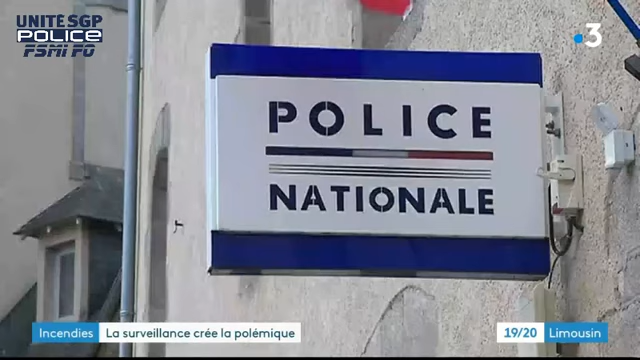 UNITE SGP
POLICE
FSMI FO
.3
POLICE
NATIONALE
Incendies La surveillance crée la polémique
19/20 Limousin